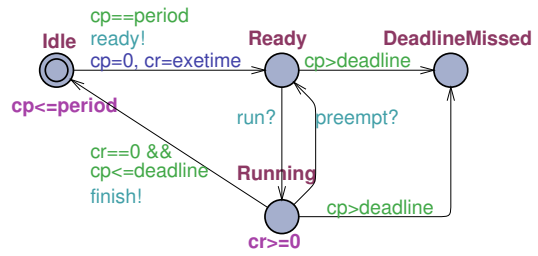 cp==period
Idle
ready!
Ready
DeadlineMissed
cp=0, cr=exetime
cp>deadline
cp<=period
run?
preempt?
cr==0 &&
cp<=deadline
finish!
Running
cp>deadline
cr>=0